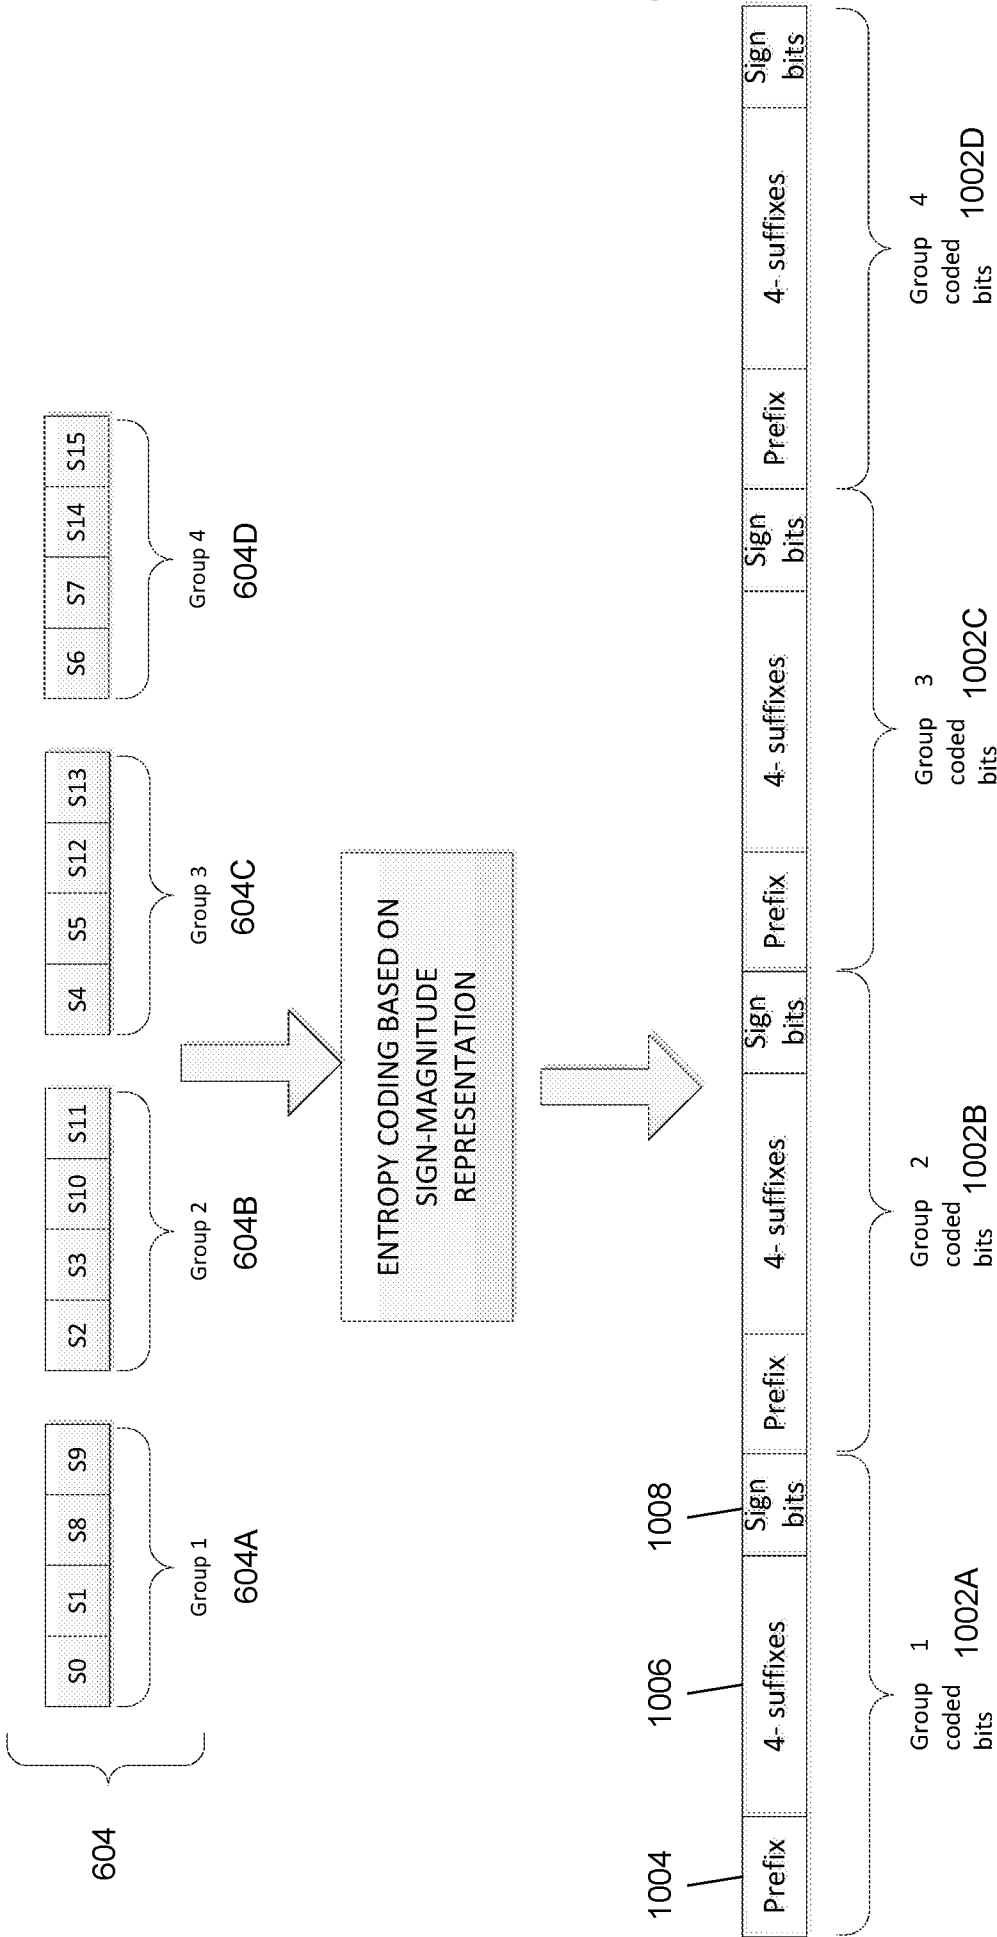 604
S0 S1 S8 S9
S2 S3 S10 S11
S4 S5 S12 S13
S6 S7 S14 S15
Group 1
Group 2
Group 3
Group 4
604A
604B
604C
604D
ENTROPY CODING BASED ON
SIGN-MAGNITUDE
REPRESENTATION
1004
1006
1008
Prefix
4- suffixes
Sign
bits
Prefix
4- suffixes
Sign
bits
Prefix
4- suffixes
Sign
bits
Prefix
4- suffixes
Sign
bits
Group 1
coded
bits
1002A
Group 2
coded
bits
1002B
Group 3
coded
bits
1002C
Group 4
coded
bits
1002D